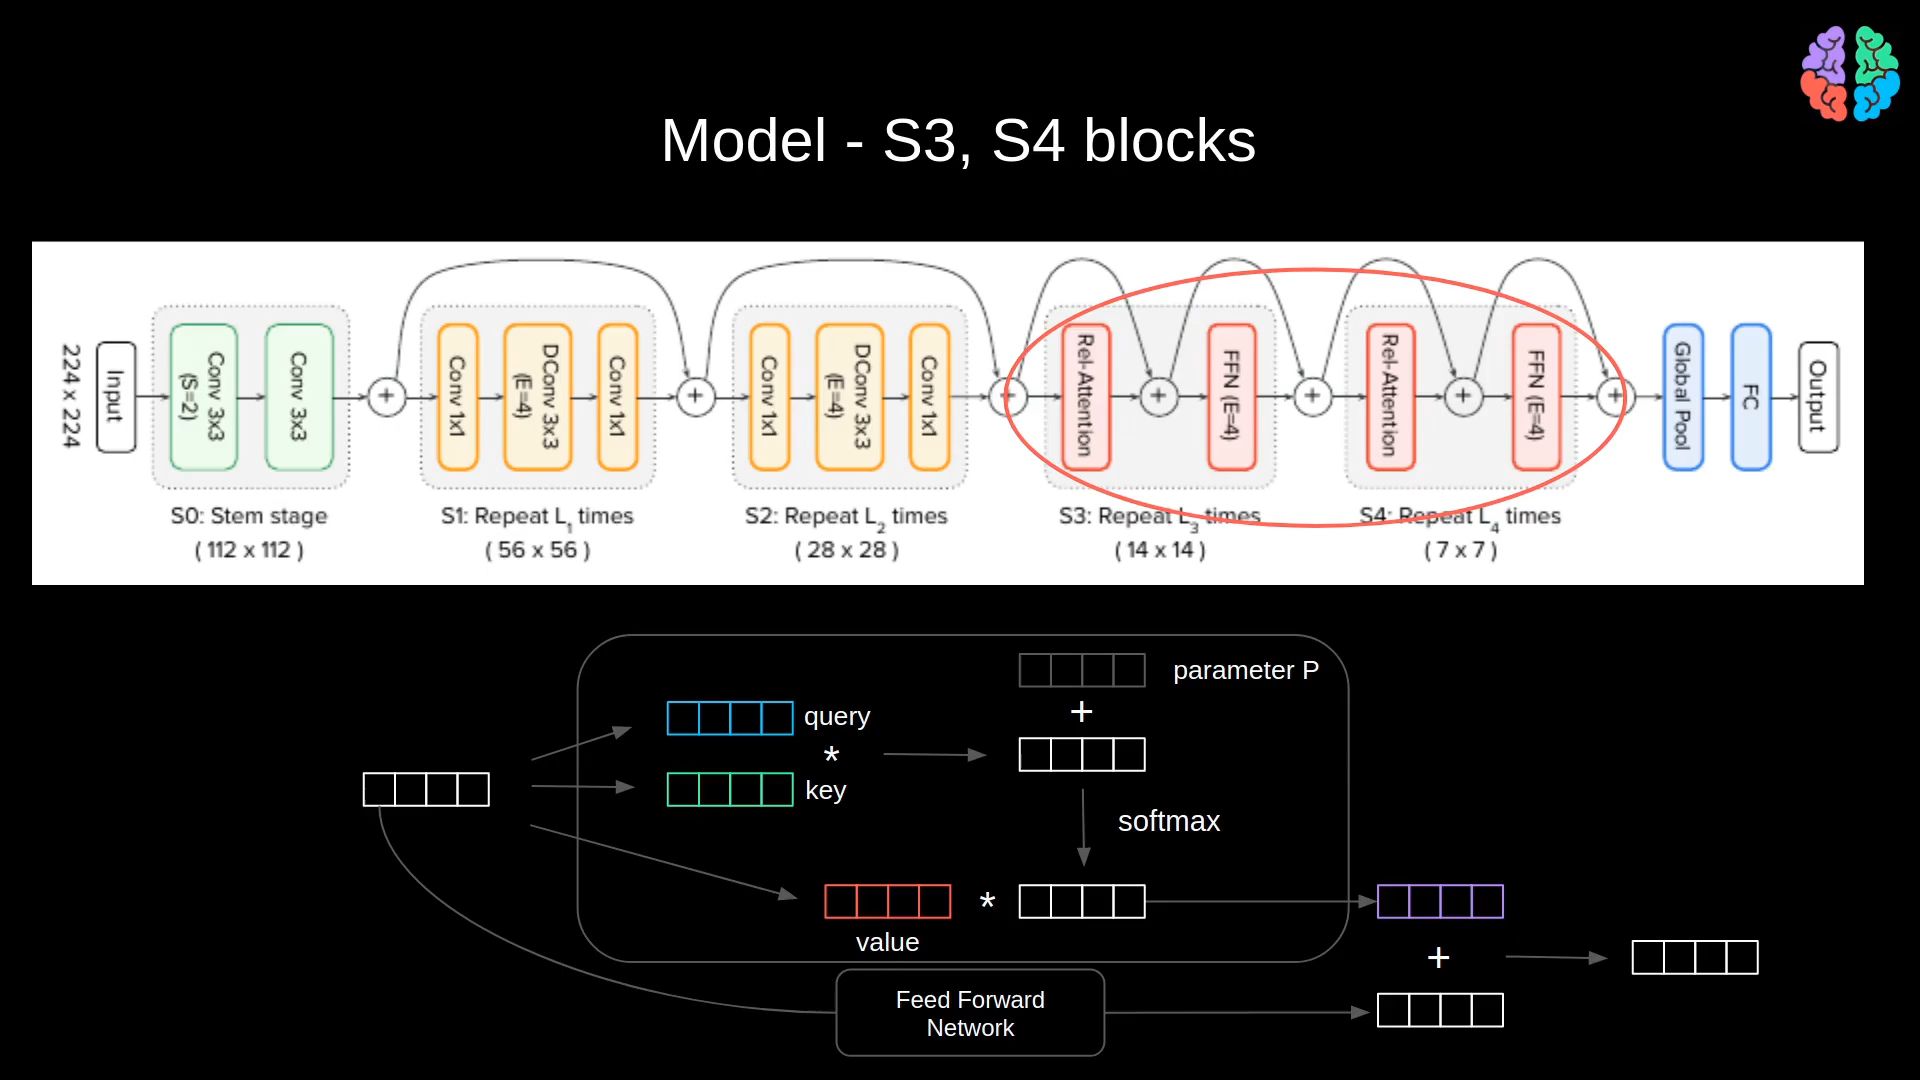 Model - S3, S4 blocks
224 x 224
Input
Conv 3x3
(S=2)
Conv 3x3
+
Conv 1x1
DConv 3x3
(E=4)
Conv 1x1
+
Conv 1x1
DConv 3x3
(E=4)
Conv 1x1
+
Rel-Attention
+
FFN (E=4)
+
Rel-Attention
+
FFN (E=4)
+
Global Pool
FC
Output
S0: Stem stage
( 112 x 112 )
S1: Repeat L1 times
( 56 x 56 )
S2: Repeat L2 times
( 28 x 28 )
S3: Repeat L3 times
( 14 x 14 )
S4: Repeat L4 times
( 7 x 7 )
parameter P
+
query
*
key
softmax
*
value
+
Feed Forward
Network